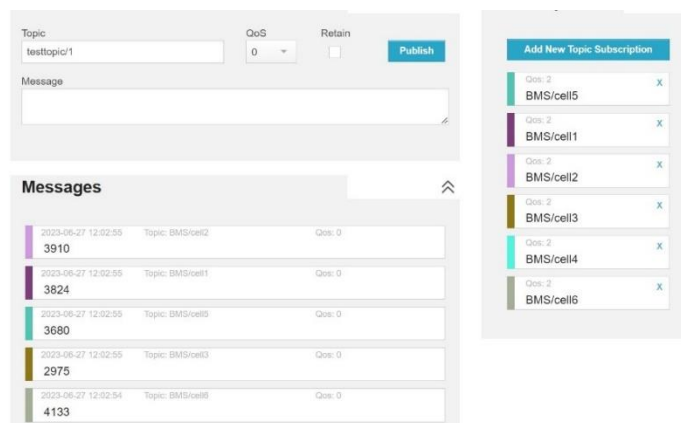 Topic
QoS
Retain
testtopic/1
0
Publish
Message
Messages
2023-06-27 12:02:55 Topic: BMS/cell2 Qos: 0
3910
2023-06-27 12:02:55 Topic: BMS/cell1 Qos: 0
3824
2023-06-27 12:02:55 Topic: BMS/cell5 Qos: 0
3680
2023-06-27 12:02:55 Topic: BMS/cell3 Qos: 0
2975
2023-06-27 12:02:54 Topic: BMS/cell6 Qos: 0
4133
Add New Topic Subscription
Qos: 2
x
BMS/cell5
Qos: 2
x
BMS/cell1
Qos: 2
x
BMS/cell2
Qos: 2
x
BMS/cell3
Qos: 2
x
BMS/cell4
Qos: 2
x
BMS/cell6